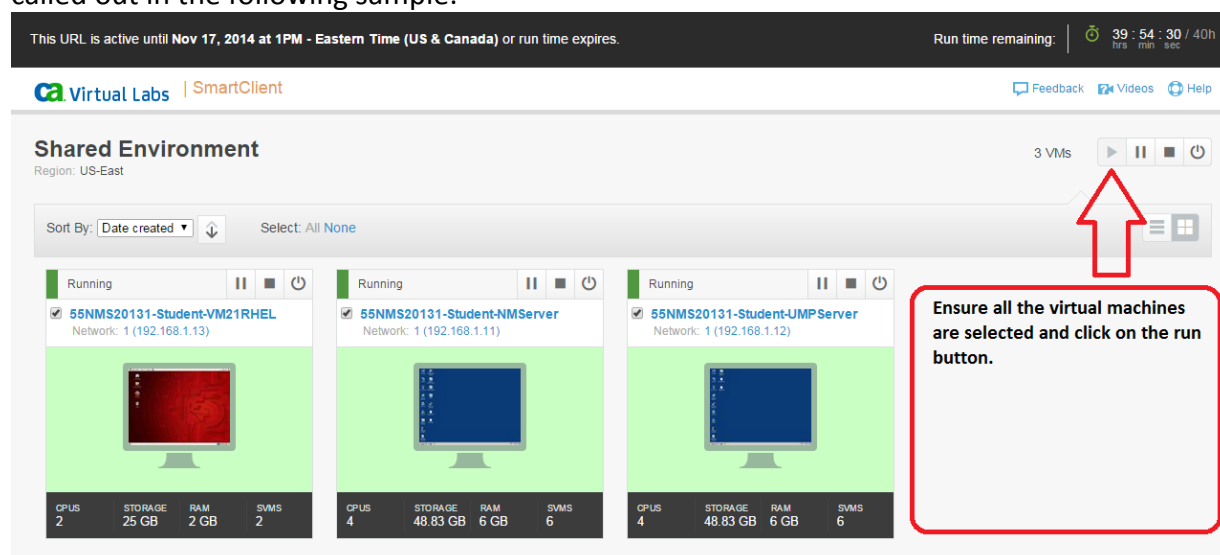 called out in the following sample:
This URL is active until Nov 17, 2014 at 1PM - Eastern Time (US & Canada) or run time expires.
Run time remaining:
39 : 54 : 30 / 40h
hrs min sec
ca. Virtual Labs | SmartClient
Feedback
Videos
Help
Shared Environment
Region: US-East
3 VMs
Sort By: Date created
Select: All None
Running
55NMS20131-Student-VM21RHEL
Network: 1 (192.168.1.13)
CPUS STORAGE RAM SVMS
2 25 GB 2 GB 2
Running
55NMS20131-Student-NMServer
Network: 1 (192.168.1.11)
CPUS STORAGE RAM SVMS
4 48.83 GB 6 GB 6
Running
55NMS20131-Student-UMPServer
Network: 1 (192.168.1.12)
CPUS STORAGE RAM SVMS
4 48.83 GB 6 GB 6
Ensure all the virtual machines
are selected and click on the run
button.